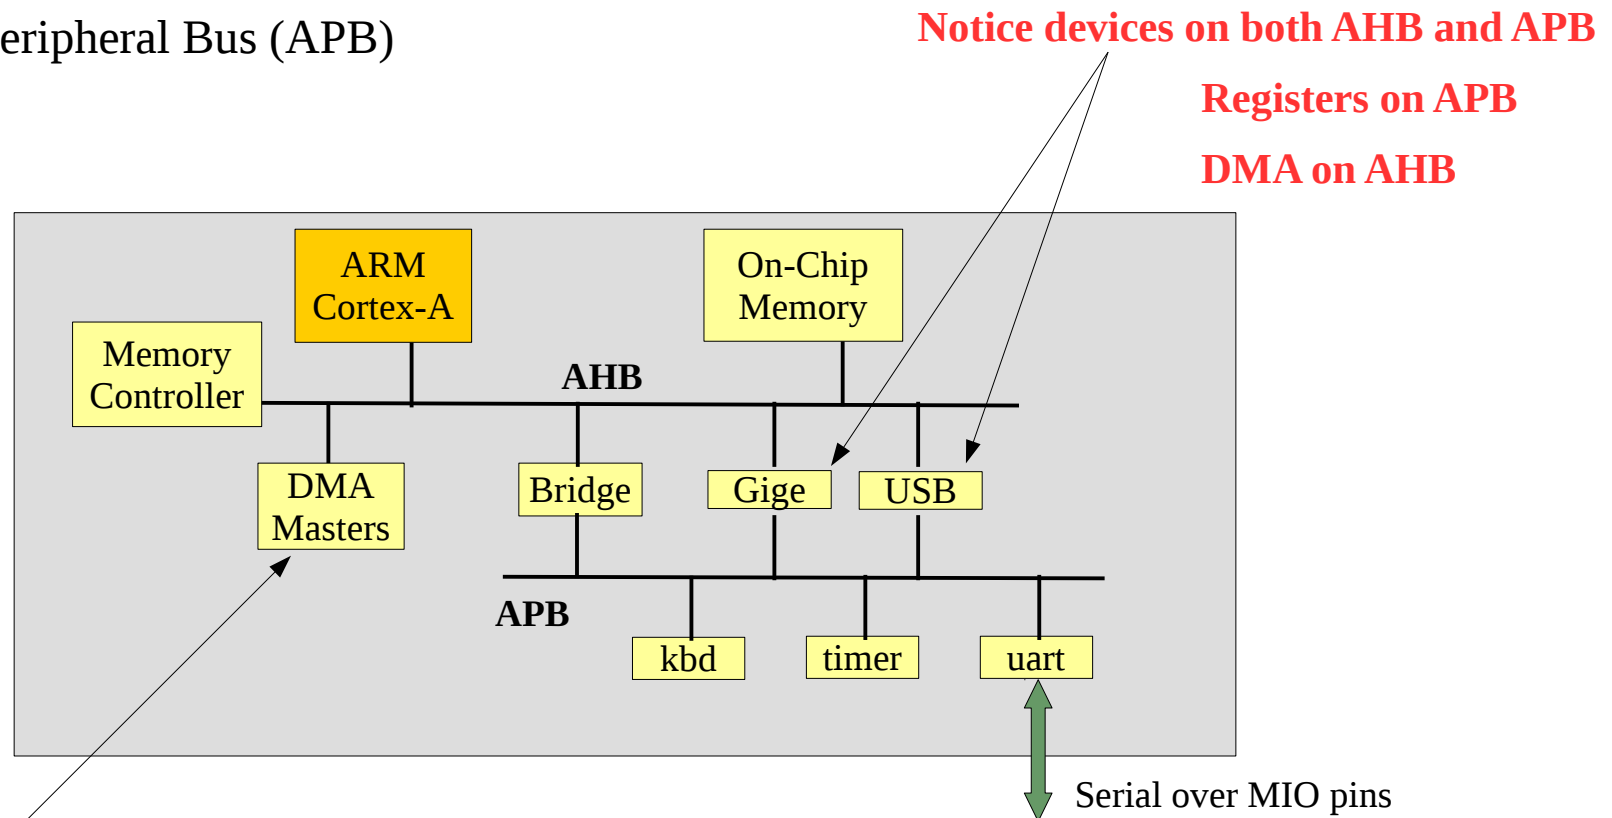 eripheral Bus (APB)
Notice devices on both AHB and APB
Registers on APB
DMA on AHB
ARM
Cortex-A
On-Chip
Memory
Memory
Controller
AHB
DMA
Masters
Bridge
Gige
USB
APB
kbd
timer
uart
Serial over MIO pins